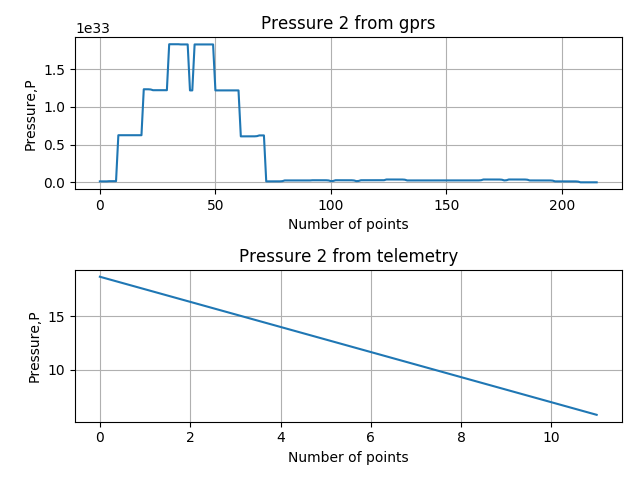 Pressure 2 from gprs
1e33
1.5
1.0
0.5
0.0
Pressure,P
0 50 100 150 200
Number of points
Pressure 2 from telemetry
15
10
Pressure,P
0 2 4 6 8 10
Number of points